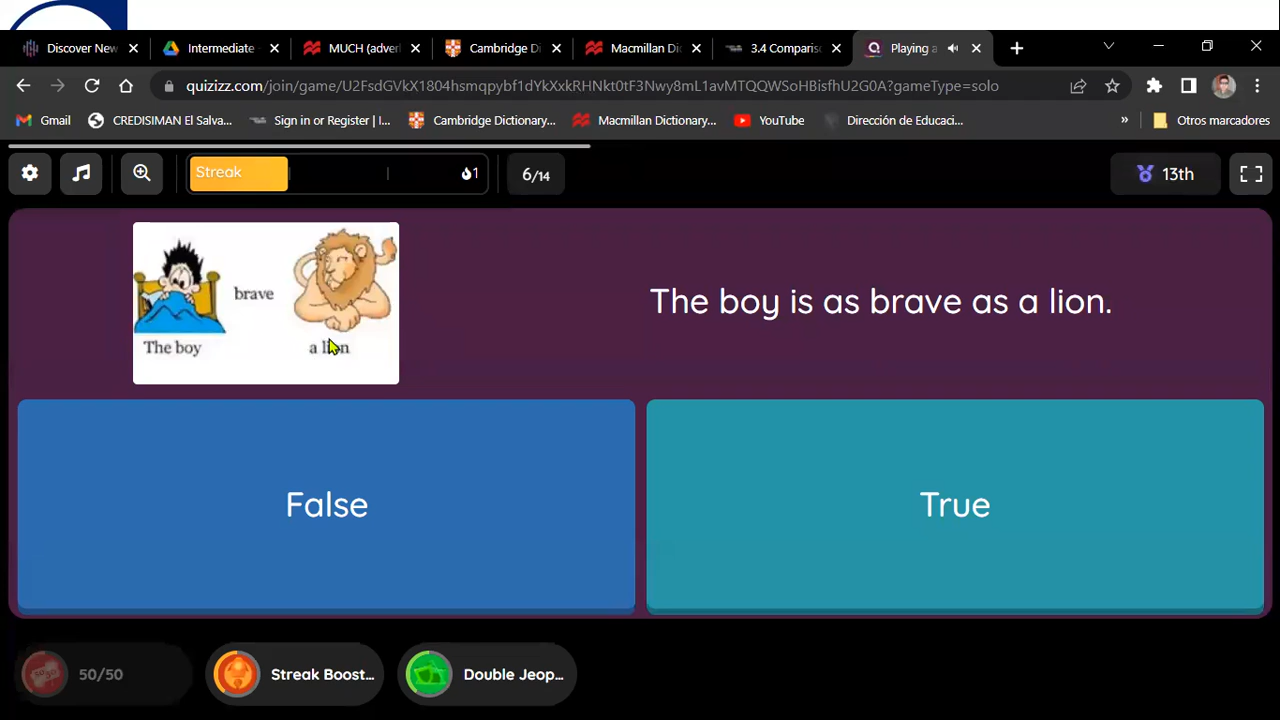 Discover New
Intermediate
MUCH (adver
Cambridge Di
Macmillan Dic
3.4 Comparis
Playing a
quizizz.com/join/game/U2FsdGVkX1804hsmqpybf1dYkXxkRHNkt0tF3Nwy8mL1avMTQQWSoHBisfhU2G0A?gameType=solo
Gmail
CREDISIMAN El Salva...
Sign in or Register | I...
Cambridge Dictionary...
Macmillan Dictionary...
YouTube
Dirección de Educaci...
»
Otros marcadores
Streak
1
6/14
13th
brave
The boy
a lion
The boy is as brave as a lion.
False
True
50/50
Streak Boost...
Double Jeop...